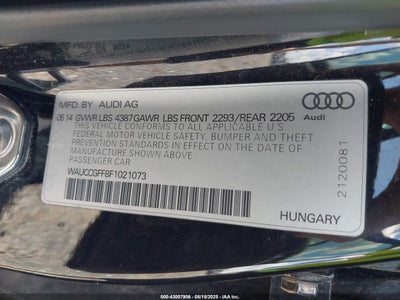 MFD. BY AUDI AG
05 14 GVWR LBS 4387 GAWR LBS FRONT 2293/REAR 2205
THIS VEHICLE CONFORMS TO ALL APPLICABLE U.S.
FEDERAL MOTOR VEHICLE SAFETY, BUMPER AND THEFT
PREVENTION STANDARDS IN EFFECT ON THE DATE OF
MANUFACTURE SHOWN ABOVE.
PASSENGER CAR
WAUCCGFF8F1021073
Audi
2120081
HUNGARY
000-43007906 - 08/18/2025 - IAA, Inc.